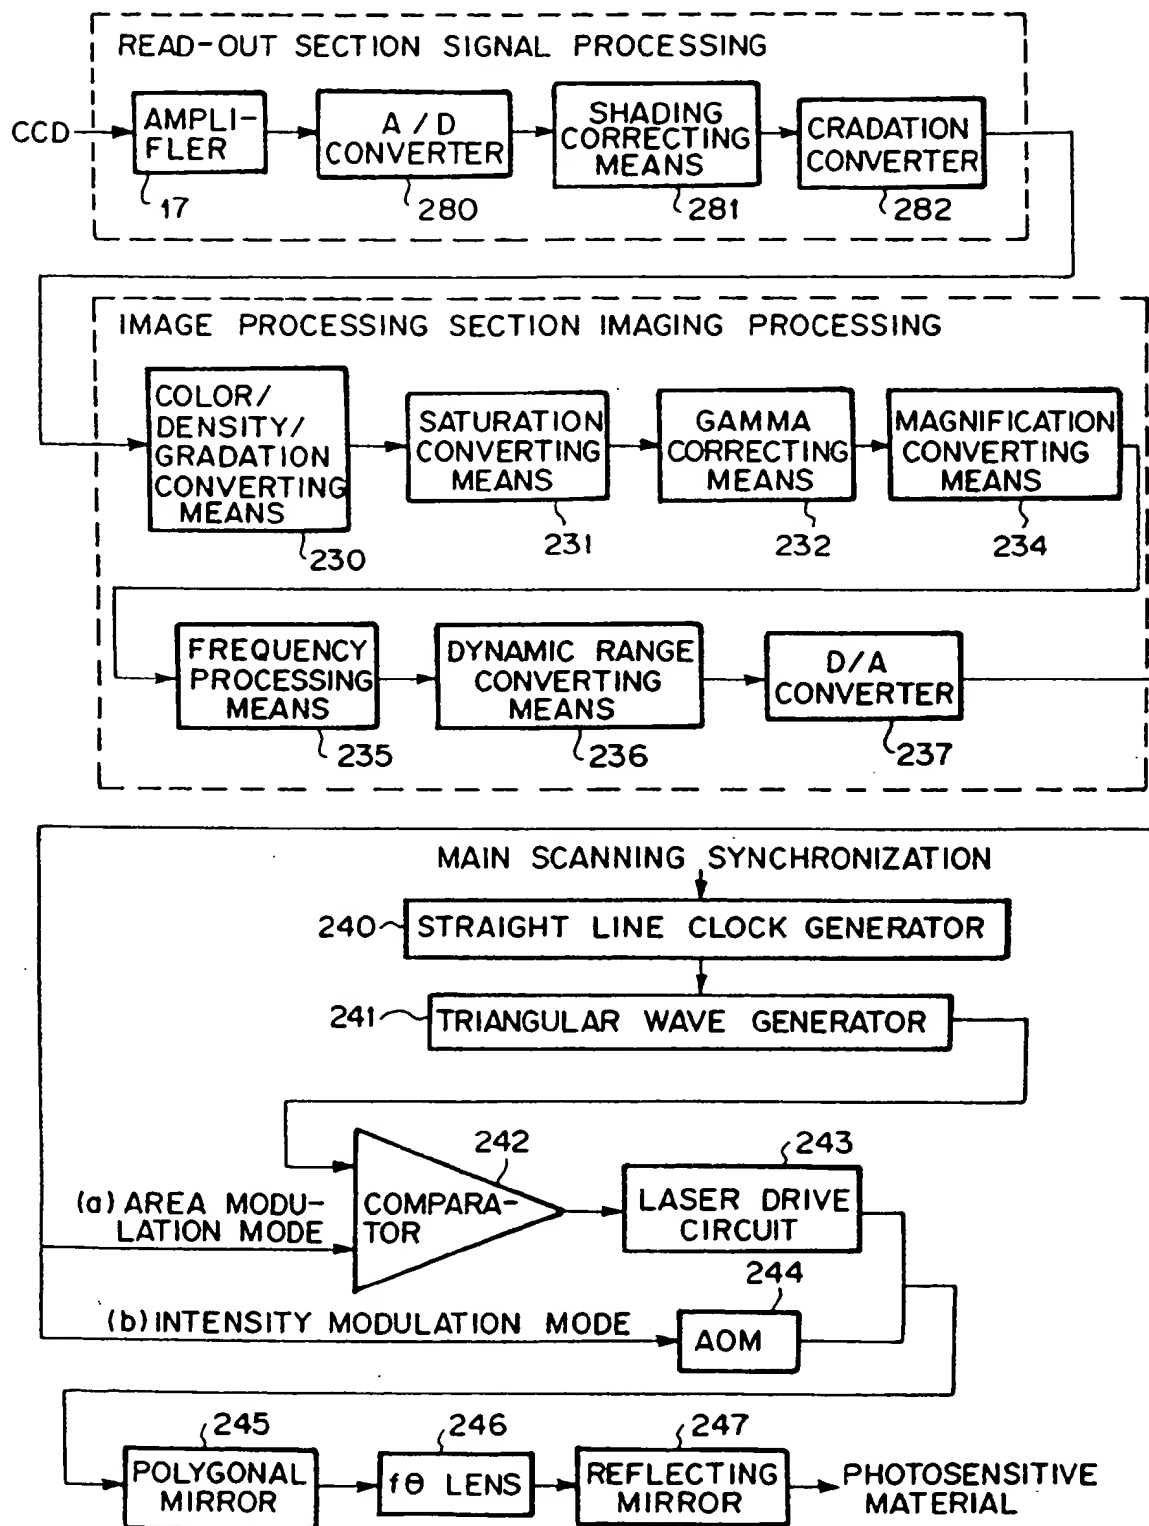 READ-OUT SECTION SIGNAL PROCESSING
CCD
AMPLI-
FLER
17
A/D
CONVERTER
280
SHADING
CORRECTING
MEANS
281
CRADATION
CONVERTER
282
IMAGE PROCESSING SECTION IMAGING PROCESSING
COLOR/
DENSITY/
GRADATION
CONVERTING
MEANS
230
SATURATION
CONVERTING
MEANS
231
GAMMA
CORRECTING
MEANS
232
MAGNIFICATION
CONVERTING
MEANS
234
FREQUENCY
PROCESSING
MEANS
235
DYNAMIC RANGE
CONVERTING
MEANS
236
D/A
CONVERTER
237
MAIN SCANNING SYNCHRONIZATION
240
STRAIGHT LINE CLOCK GENERATOR
241
TRIANGULAR WAVE GENERATOR
242
COMPARA-
TOR
(a) AREA MODU-
LATION MODE
243
LASER DRIVE
CIRCUIT
244
AOM
(b) INTENSITY MODULATION MODE
245
POLYGONAL
MIRROR
246
fθ LENS
247
REFLECTING
MIRROR
PHOTOSENSITIVE
MATERIAL